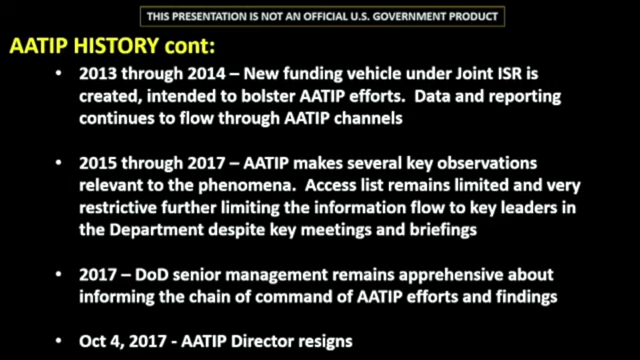 THIS PRESENTATION IS NOT AN OFFICIAL U.S. GOVERNMENT PRODUCT
AATIP HISTORY cont:
• 2013 through 2014 – New funding vehicle under Joint ISR is
created, intended to bolster AATIP efforts. Data and reporting
continues to flow through AATIP channels
• 2015 through 2017 – AATIP makes several key observations
relevant to the phenomena. Access list remains limited and very
restrictive further limiting the information flow to key leaders in
the Department despite key meetings and briefings
• 2017 – DoD senior management remains apprehensive about
informing the chain of command of AATIP efforts and findings
• Oct 4, 2017 - AATIP Director resigns